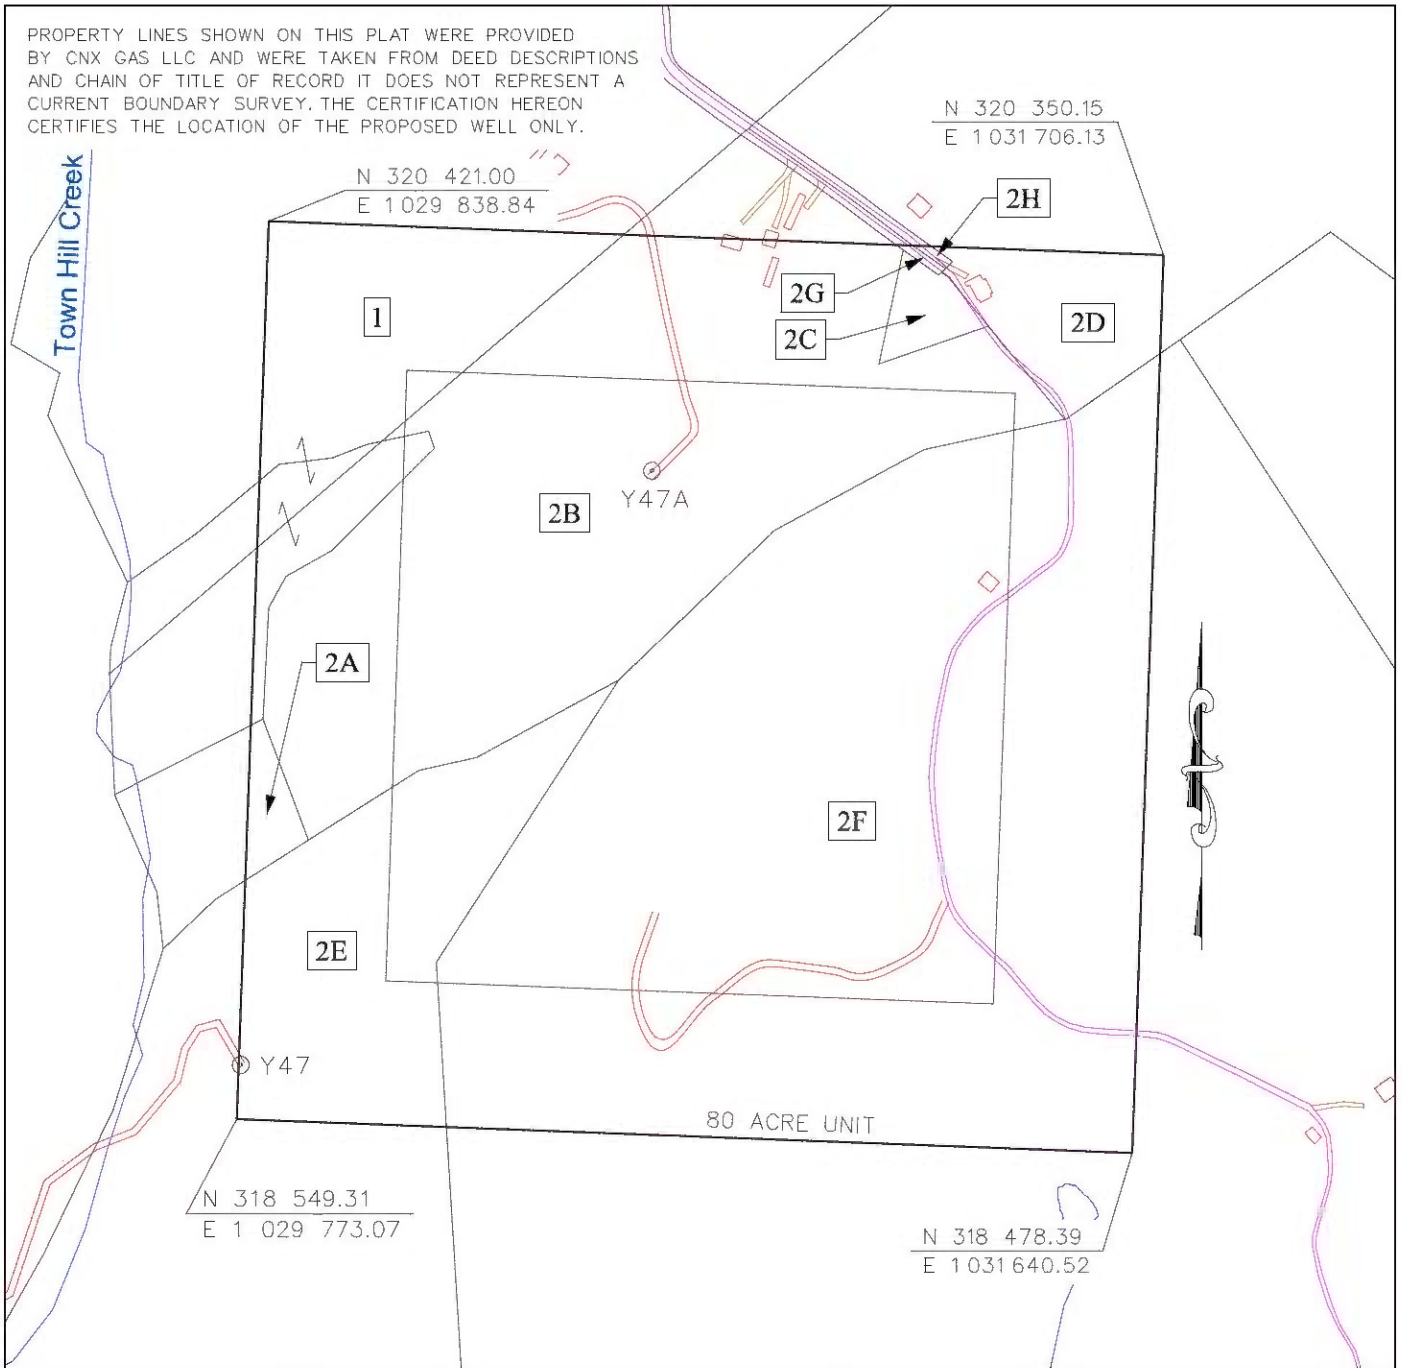 PROPERTY LINES SHOWN ON THIS PLAT WERE PROVIDED
BY CNX GAS LLC AND WERE TAKEN FROM DEED DESCRIPTIONS
AND CHAIN OF TITLE OF RECORD IT DOES NOT REPRESENT A
CURRENT BOUNDARY SURVEY. THE CERTIFICATION HEREON
CERTIFIES THE LOCATION OF THE PROPOSED WELL ONLY.
N 320 350.15
E 1 031 706.13
Town Hill Creek
N 320 421.00
E 1 029 838.84
2H
2G
1
2C
2D
2B
Y47A
2A
2F
2E
Y47
80 ACRE UNIT
N 318 549.31
E 1 029 773.07
N 318 478.39
E 1 031 640.52